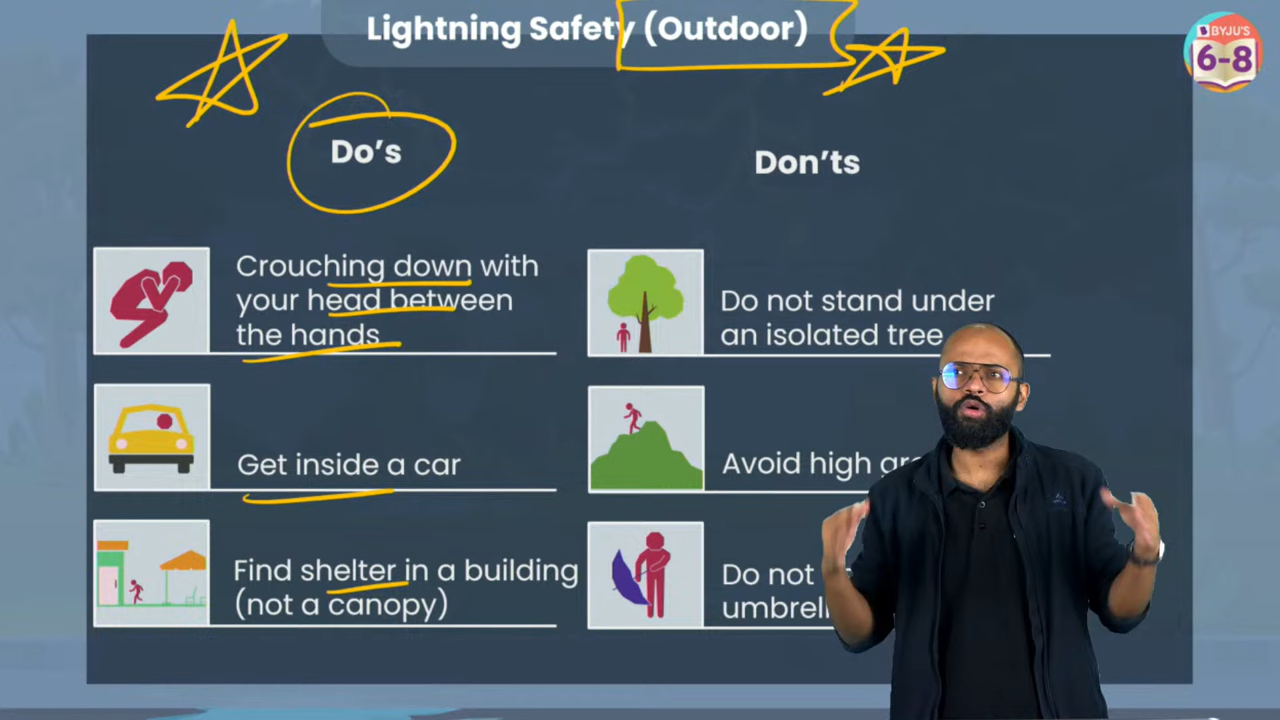 Lightning Safety (Outdoor)
BYJU'S
6-8
Do's
Don'ts
Crouching down with
your head between
the hands
Do not stand under
an isolated tree
Get inside a car
Avoid high
Find shelter in a building
(not a canopy)
Do not